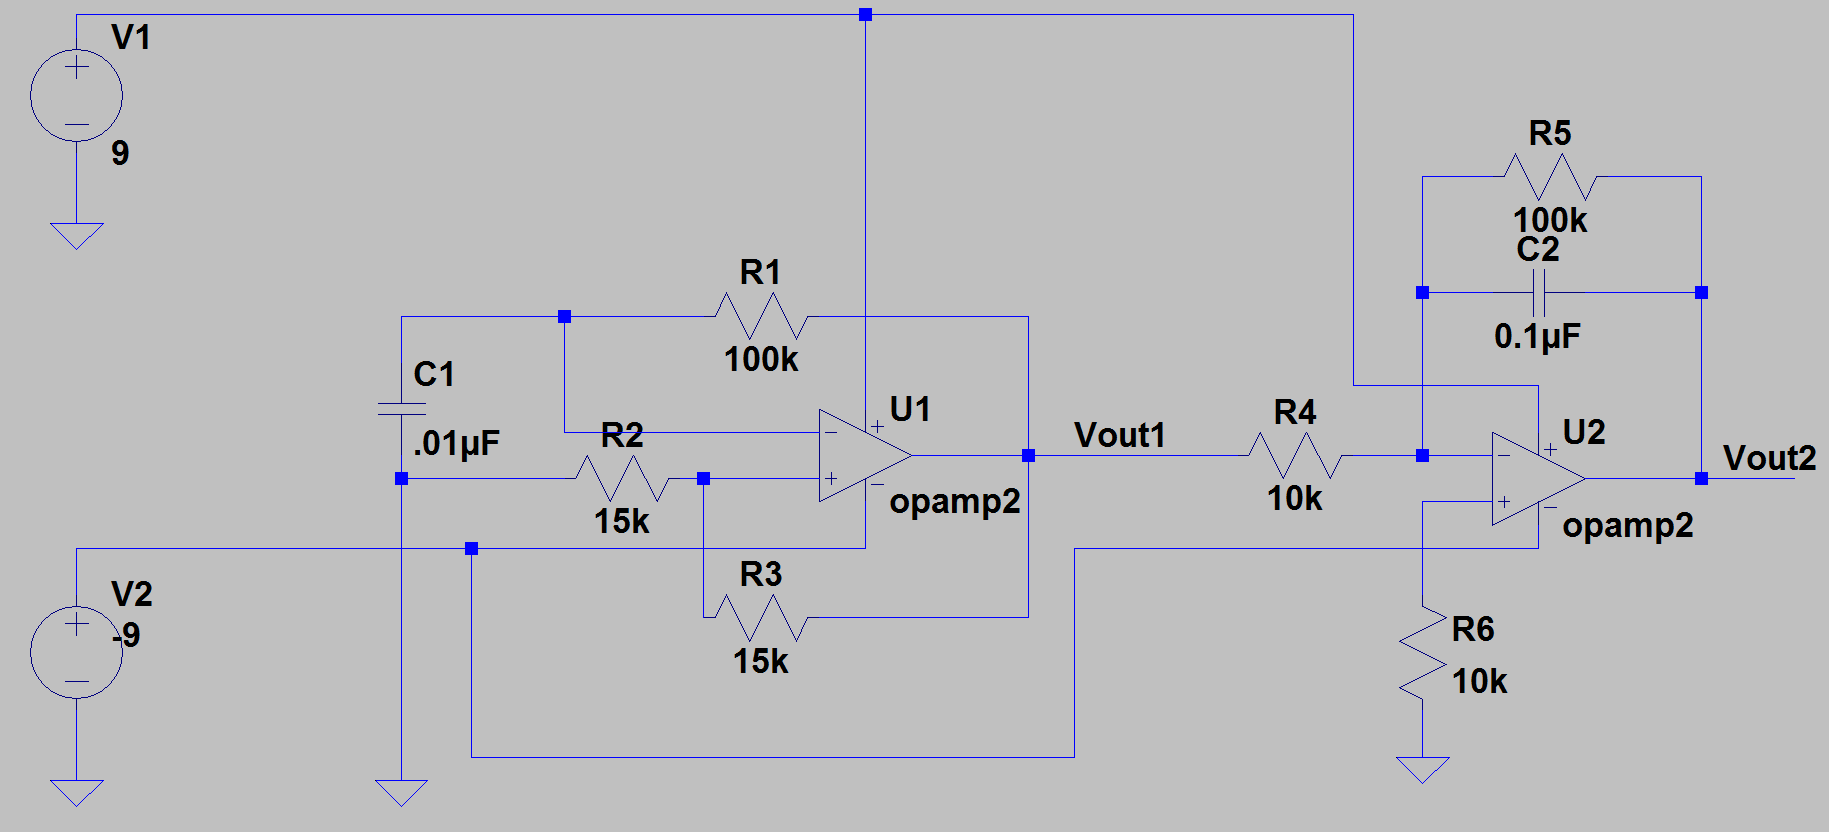 V1
9
R5
100k
C2
0.1µF
R1
100k
C1
.01µF
R2
15k
U1
opamp2
Vout1
R4
10k
U2
opamp2
Vout2
V2
-9
R3
15k
R6
10k